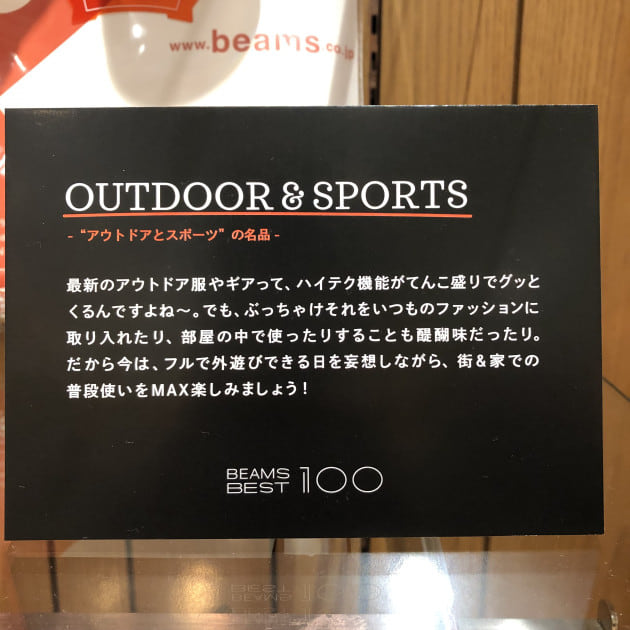 www.beams.co.jp
OUTDOOR & SPORTS
- “アウトドアとスポーツ” の名品 -
最新のアウトドア服やギアって、ハイテク機能がてんこ盛りでグッと
くるんですよね〜。でも、ぶっちゃけそれをいつものファッションに
取り入れたり、部屋の中で使ったりすることも醍醐味だったり。
だから今は、フルで外遊びできる日を妄想しながら、街&家での
普段使いをMAX楽しみましょう!
BEAMS
BEST 100